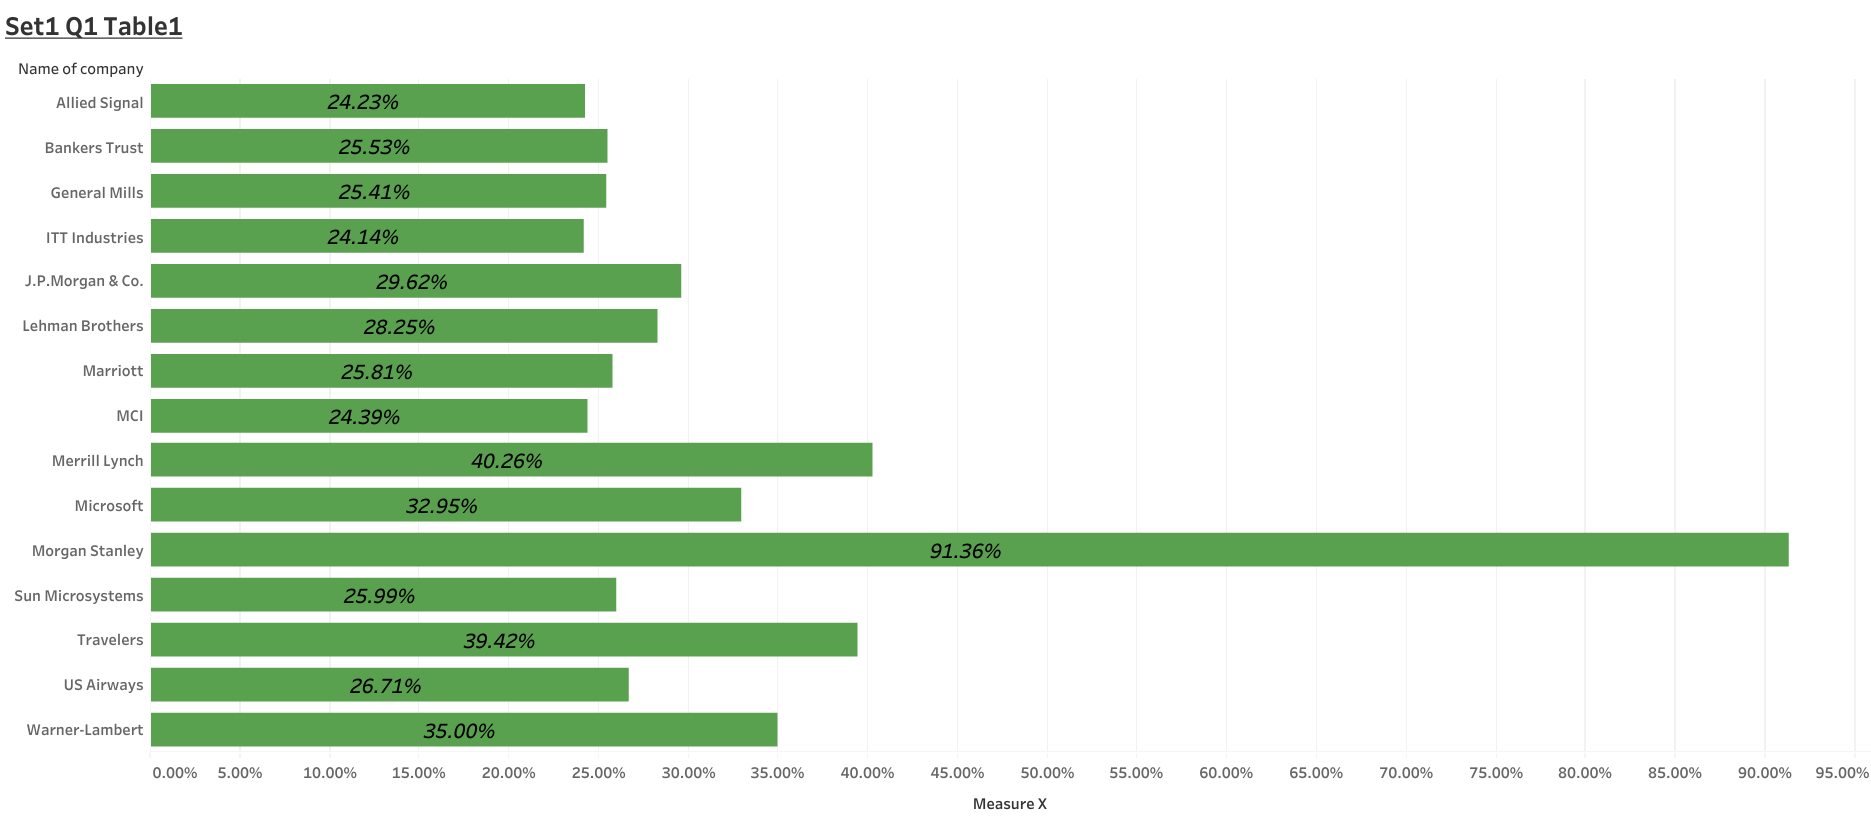 Set1 Q1 Table1
Name of company
Allied Signal 24.23%
Bankers Trust 25.53%
General Mills 25.41%
ITT Industries 24.14%
J.P.Morgan & Co. 29.62%
Lehman Brothers 28.25%
Marriott 25.81%
MCI 24.39%
Merrill Lynch 40.26%
Microsoft 32.95%
Morgan Stanley 91.36%
Sun Microsystems 25.99%
Travelers 39.42%
US Airways 26.71%
Warner-Lambert 35.00%
0.00% 5.00% 10.00% 15.00% 20.00% 25.00% 30.00% 35.00% 40.00% 45.00% 50.00% 55.00% 60.00% 65.00% 70.00% 75.00% 80.00% 85.00% 90.00% 95.00%
Measure X